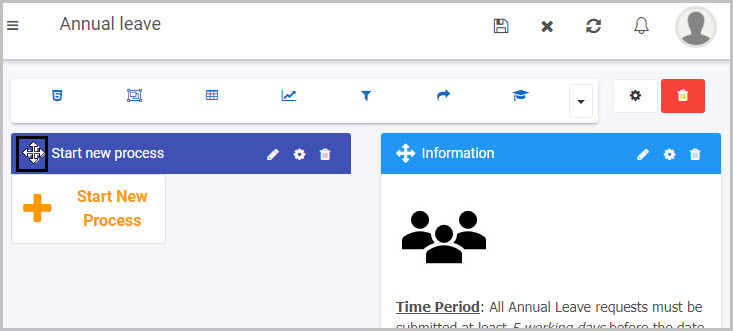 Annual leave
Start new process
Start New
Process
Information
Time Period: All Annual Leave requests must be
submitted at least 5 working days before the date